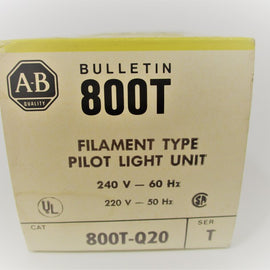 A-B
QUALITY
BULLETIN
800T
FILAMENT TYPE
PILOT LIGHT UNIT
240 V — 60 Hz
220 V — 50 Hz
UL
SA
CAT
800T-Q20
SER
T